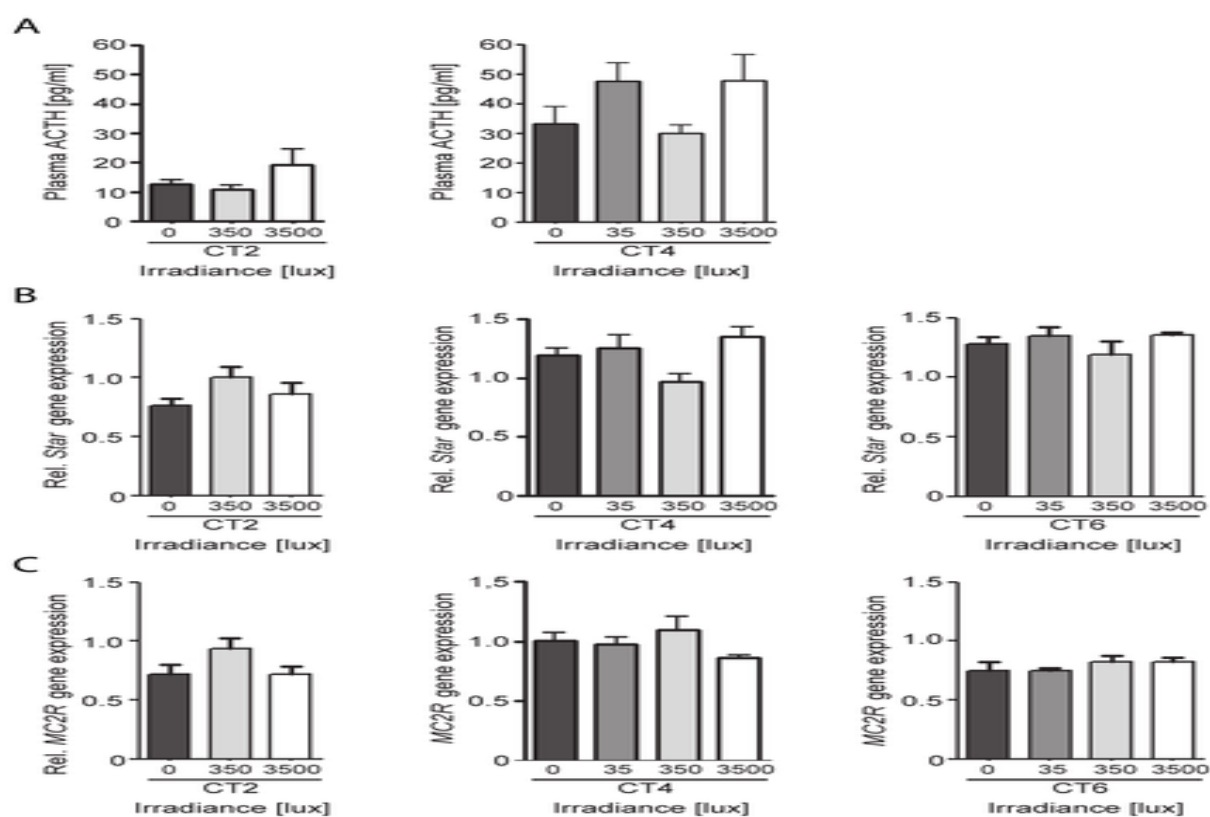 A
Plasma ACTH [pg/ml]
60
50
40
30
20
10
0
0 350 3500
CT2
Irradiance [lux]
Plasma ACTH [pg/ml]
60
50
40
30
20
10
0
0 35 350 3500
CT4
Irradiance [lux]
B
Rel. Star gene expression
1.5
1.0
0.5
0
0 350 3500
CT2
Irradiance [lux]
Rel. Star gene expression
1.5
1.0
0.5
0
0 35 350 3500
CT4
Irradiance [lux]
Rel. Star gene expression
1.5
1.0
0.5
0
0 35 350 3500
CT6
Irradiance [lux]
C
Rel. MC2R gene expression
1.5
1.0
0.5
0
0 350 3500
CT2
Irradiance [lux]
MC2R gene expression
1.5
1.0
0.5
0
0 35 350 3500
CT4
Irradiance [lux]
MC2R gene expression
1.5
1.0
0.5
0
0 35 350 3500
CT6
Irradiance [lux]